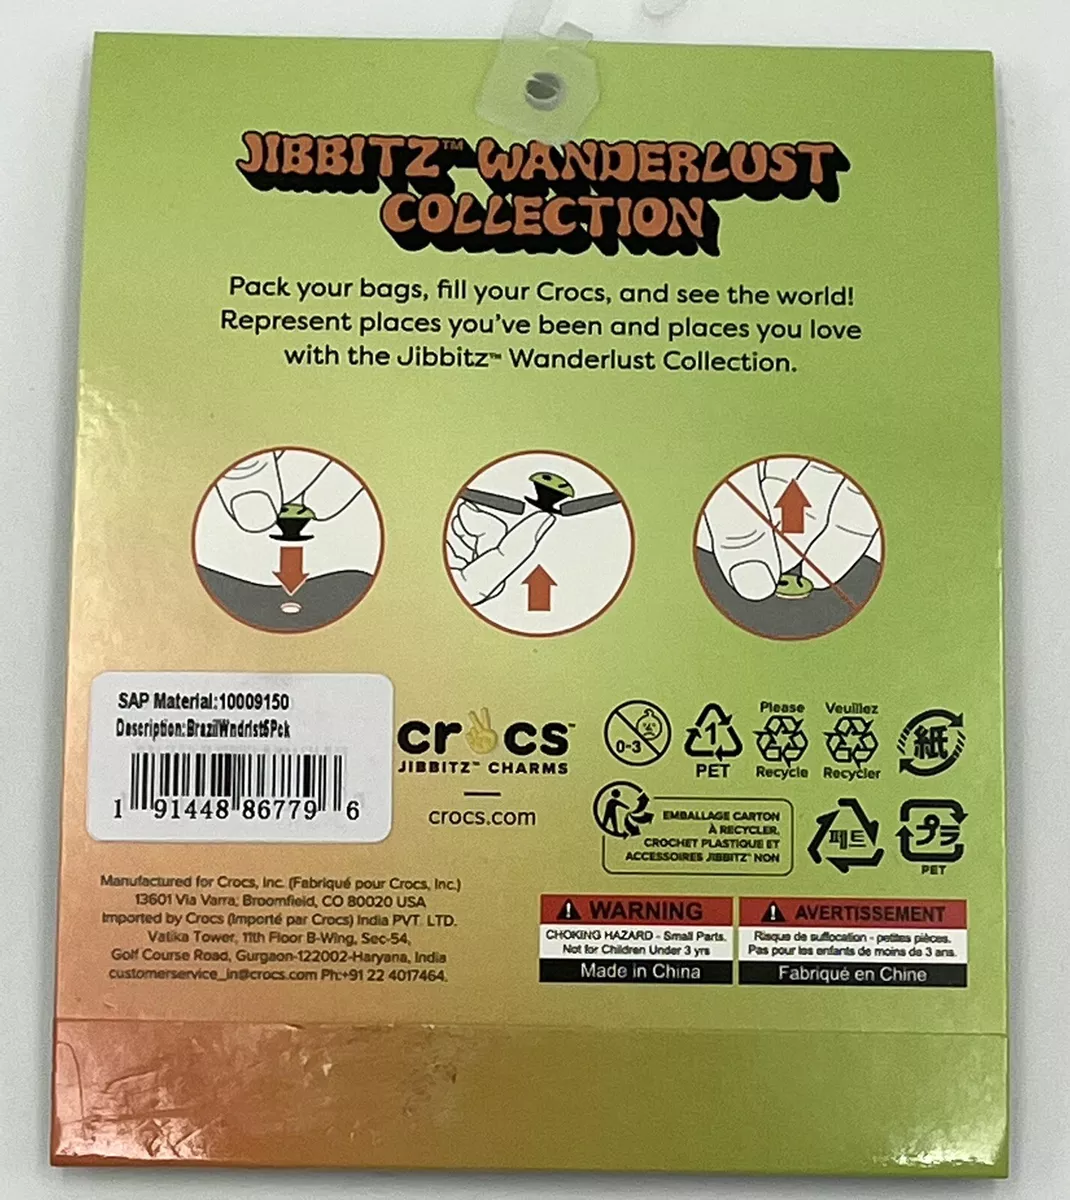 JIBBITZ™ WANDERLUST
COLLECTION
Pack your bags, fill your Crocs, and see the world!
Represent places you've been and places you love
with the Jibbitz™ Wanderlust Collection.
SAP Material:10009150
Description:BrazilWndrlst5Pck
1 91448 86779 6
crocs™
JIBBITZ™ CHARMS
crocs.com
0-3
1
PET
Please
Recycle
Veuillez
Recycler
紙
EMBALLAGE CARTON
À RECYCLER,
CROCHET PLASTIQUE ET
ACCESSOIRES JIBBITZ™ NON
페트
プラ
PET
Manufactured for Crocs, Inc. (Fabriqué pour Crocs, Inc.)
13601 Via Varra, Broomfield, CO 80020 USA
Imported by Crocs (Importé par Crocs) India PVT. LTD.
Vatika Tower, 11th Floor B-Wing, Sec-54,
Golf Course Road, Gurgaon-122002-Haryana, India
customerservice_in@crocs.com Ph:+91 22 4017464.
WARNING
CHOKING HAZARD - Small Parts.
Not for Children Under 3 yrs
Made in China
AVERTISSEMENT
Risque de suffocation - petites pièces.
Pas pour les enfants de moins de 3 ans.
Fabriqué en Chine